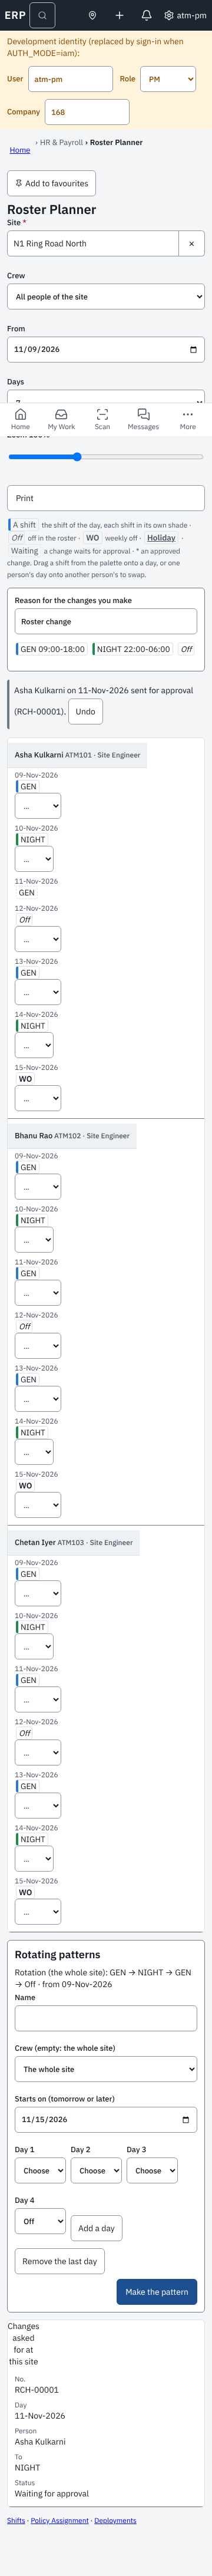 ERP
atm-pm
Development identity (replaced by sign-in when
AUTH_MODE=iam):
User atm-pm Role PM
Company 168
Home › HR & Payroll › Roster Planner
Add to favourites
Roster Planner
Site *
N1 Ring Road North ×
Crew
All people of the site
From
11/09/2026
Days
Home My Work Scan Messages More
Print
A shift the shift of the day, each shift in its own shade ·
Off off in the roster · WO weekly off · Holiday ·
Waiting a change waits for approval · * an approved
change. Drag a shift from the palette onto a day, or one
person's day onto another person's to swap.
Reason for the changes you make
Roster change
GEN 09:00-18:00 NIGHT 22:00-06:00 Off
Asha Kulkarni on 11-Nov-2026 sent for approval
(RCH-00001). Undo
Asha Kulkarni ATM101 · Site Engineer
09-Nov-2026
GEN
...
10-Nov-2026
NIGHT
...
11-Nov-2026
GEN
12-Nov-2026
Off
...
13-Nov-2026
GEN
...
14-Nov-2026
NIGHT
...
15-Nov-2026
WO
...
Bhanu Rao ATM102 · Site Engineer
09-Nov-2026
GEN
...
10-Nov-2026
NIGHT
...
11-Nov-2026
GEN
...
12-Nov-2026
Off
...
13-Nov-2026
GEN
...
14-Nov-2026
NIGHT
...
15-Nov-2026
WO
...
Chetan Iyer ATM103 · Site Engineer
09-Nov-2026
GEN
...
10-Nov-2026
NIGHT
...
11-Nov-2026
GEN
...
12-Nov-2026
Off
...
13-Nov-2026
GEN
...
14-Nov-2026
NIGHT
...
15-Nov-2026
WO
...
Rotating patterns
Rotation (the whole site): GEN → NIGHT → GEN
→ Off · from 09-Nov-2026
Name
Crew (empty: the whole site)
The whole site
Starts on (tomorrow or later)
11/15/2026
Day 1 Day 2 Day 3
Choose Choose Choose
Day 4
Off Add a day
Remove the last day
Make the pattern
Changes
asked
for at
this site
No.
RCH-00001
Day
11-Nov-2026
Person
Asha Kulkarni
To
NIGHT
Status
Waiting for approval
Shifts · Policy Assignment · Deployments